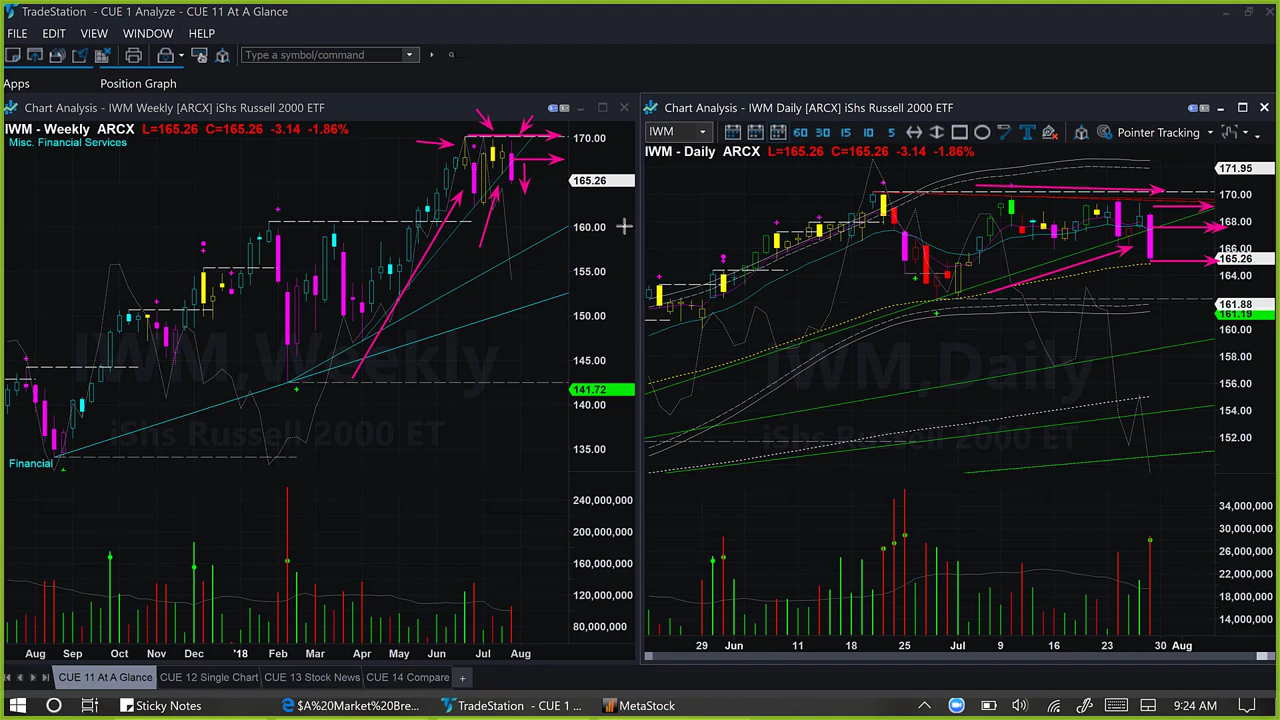 TradeStation - CUE 1 Analyze - CUE 11 At A Glance
FILE EDIT VIEW WINDOW HELP
Type a symbol/command
Apps Position Graph
Chart Analysis - IWM Weekly [ARCX] iShs Russell 2000 ETF
IWM - Weekly ARCX L=165.26 C=165.26 -3.14 -1.86%
Misc. Financial Services
170.00
165.26
160.00
155.00
150.00
145.00
141.72
140.00
135.00
IWM,Weekly
iShs Russell 2000 ET
Financial
240,000,000
200,000,000
160,000,000
120,000,000
80,000,000
Aug Sep Oct Nov Dec '18 Feb Mar Apr May Jun Jul Aug
Chart Analysis - IWM Daily [ARCX] iShs Russell 2000 ETF
IWM 60 30 15 10 5 Pointer Tracking
IWM - Daily ARCX L=165.26 C=165.26 -3.14 -1.86%
171.95
170.00
168.00
166.00
165.26
164.00
161.88
161.19
160.00
158.00
156.00
154.00
152.00
IWM,Daily
iShs Russell 2000 ET
34,000,000
30,000,000
26,000,000
22,000,000
18,000,000
14,000,000
29 Jun 11 18 25 Jul 9 16 23 30 Aug
CUE 11 At A Glance CUE 12 Single Chart CUE 13 Stock News CUE 14 Compare +
Sticky Notes $A%20Market%20Bre... TradeStation - CUE 1 ... MetaStock 9:24 AM